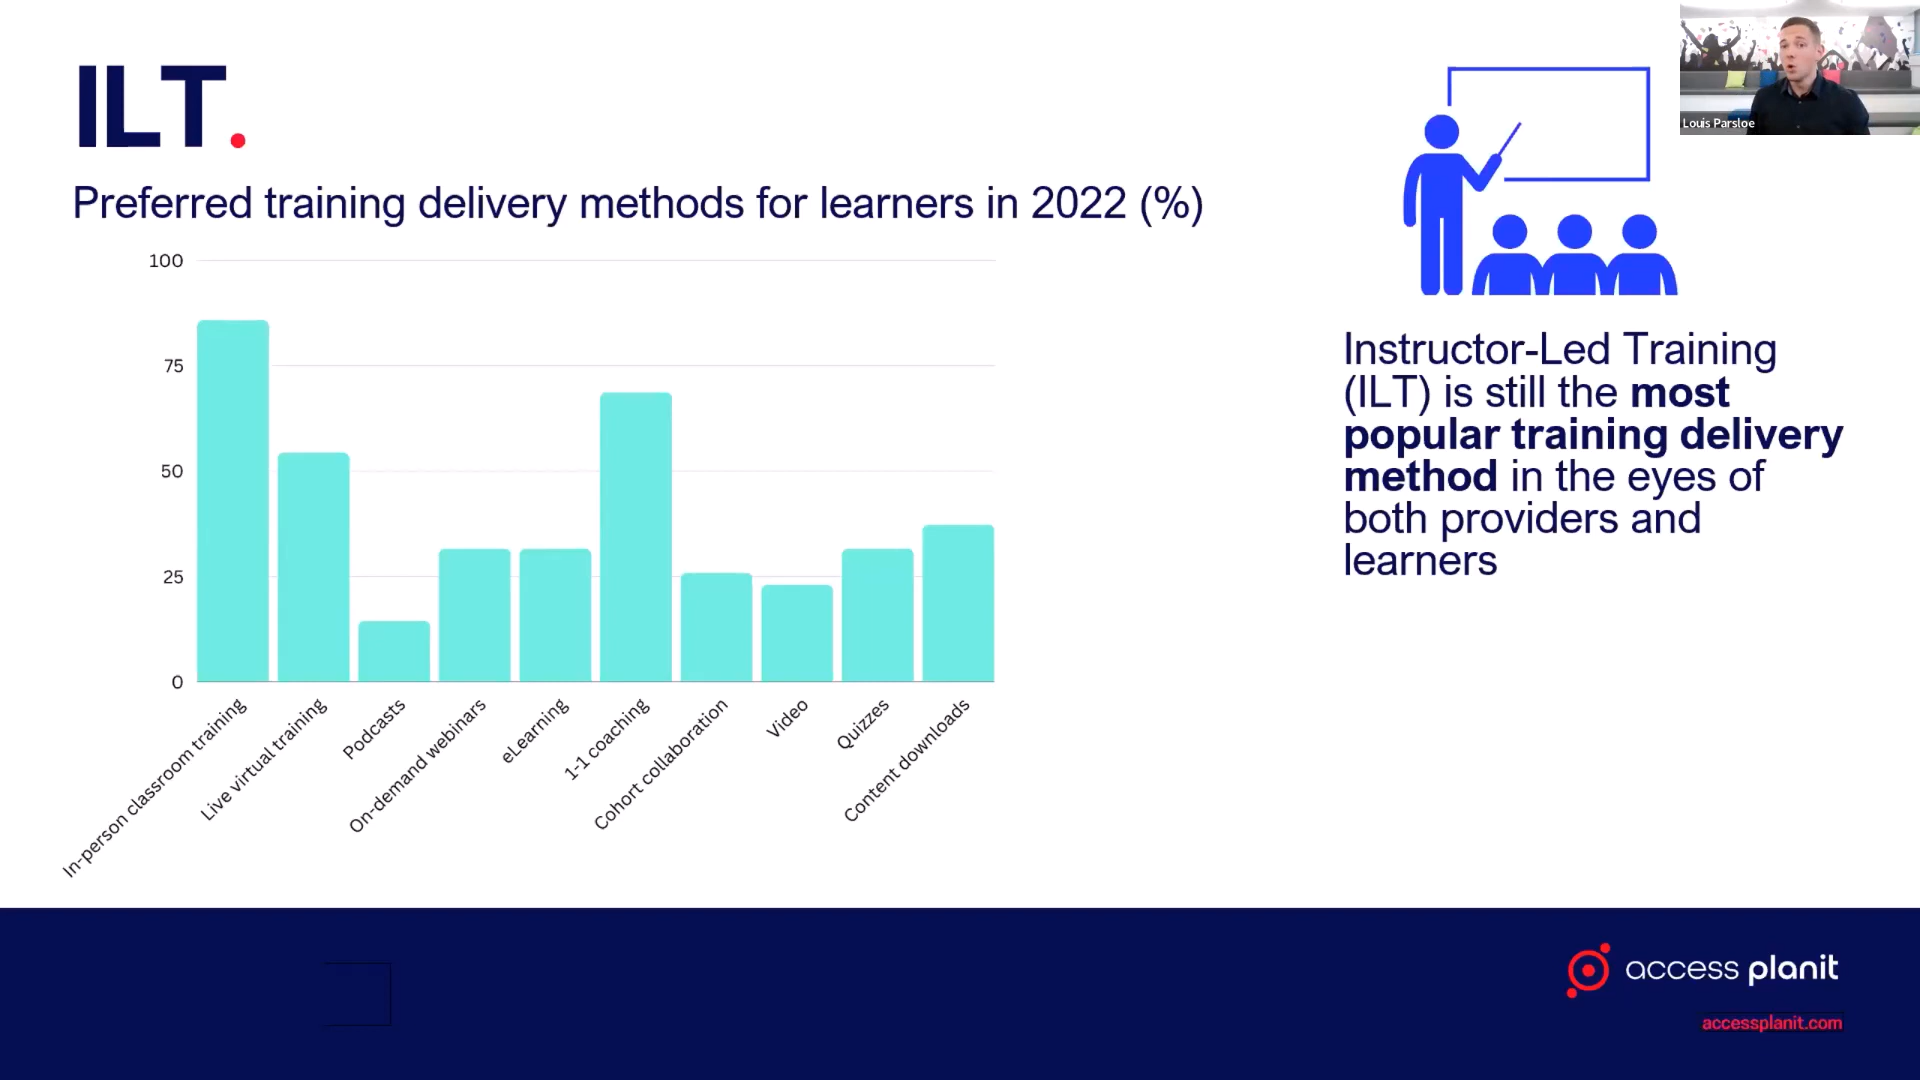 ILT.
Preferred training delivery methods for learners in 2022 (%)
100
75
50
25
0
In-person classroom training
Live virtual training
Podcasts
On-demand webinars
eLearning
1-1 coaching
Cohort collaboration
Video
Quizzes
Content downloads
Louis Parsloe
Instructor-Led Training
(ILT) is still the most
popular training delivery
method in the eyes of
both providers and
learners
access planit
accessplanit.com